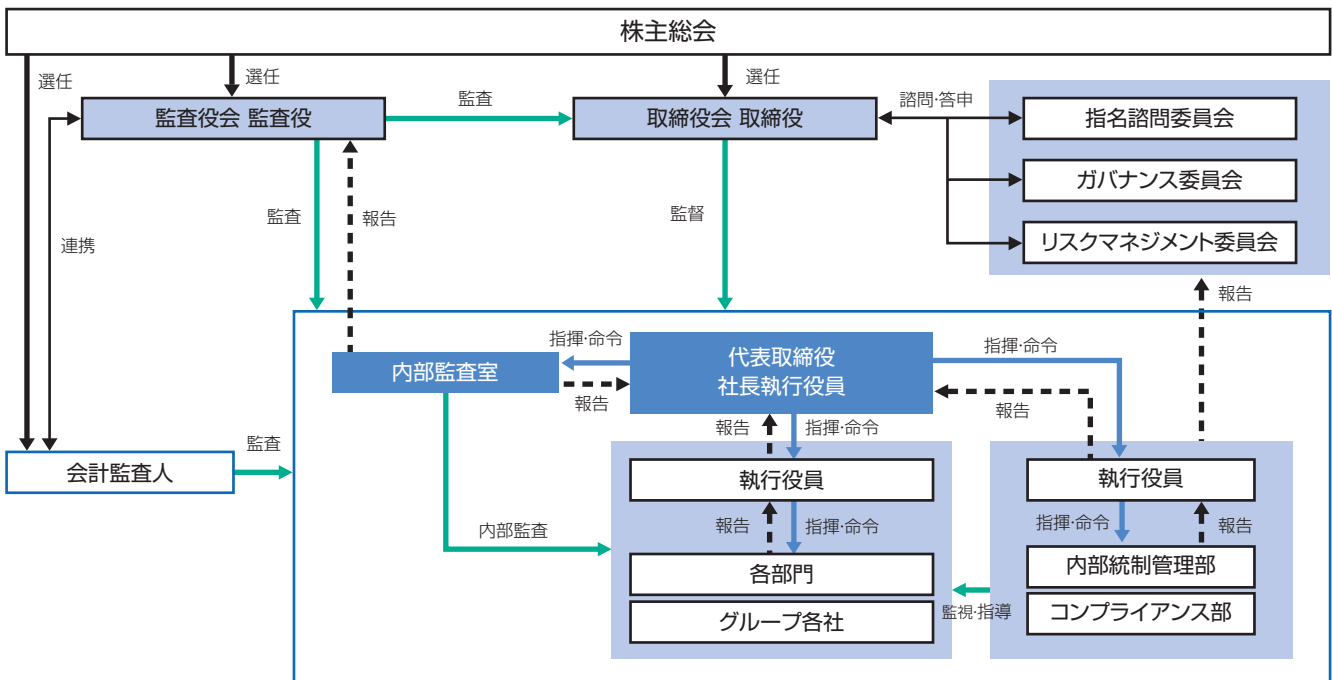 株主総会
選任
選任
選任
監査役会 監査役
監査
取締役会 取締役
諮問・答申
指名諮問委員会
ガバナンス委員会
リスクマネジメント委員会
監査
報告
監督
連携
報告
内部監査室
指揮・命令
報告
代表取締役
社長執行役員
指揮・命令
報告
報告
指揮・命令
会計監査人
監査
執行役員
執行役員
報告
指揮・命令
指揮・命令
報告
内部監査
各部門
グループ各社
監視・指導
内部統制管理部
コンプライアンス部